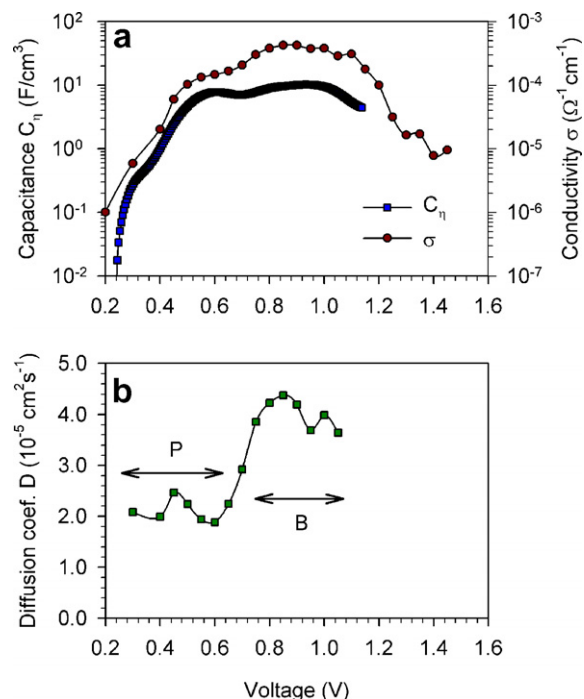 a
Capacitance Cη (F/cm³)
10²
10¹
10⁰
10⁻¹
10⁻²
Conductivity σ (Ω⁻¹ cm⁻¹)
10⁻³
10⁻⁴
10⁻⁵
10⁻⁶
10⁻⁷
Cη
σ
0.2 0.4 0.6 0.8 1.0 1.2 1.4 1.6
b
Diffusion coef. D (10⁻⁵ cm²s⁻¹)
5.0
4.0
3.0
2.0
1.0
0.0
P
B
0.2 0.4 0.6 0.8 1.0 1.2 1.4 1.6
Voltage (V)